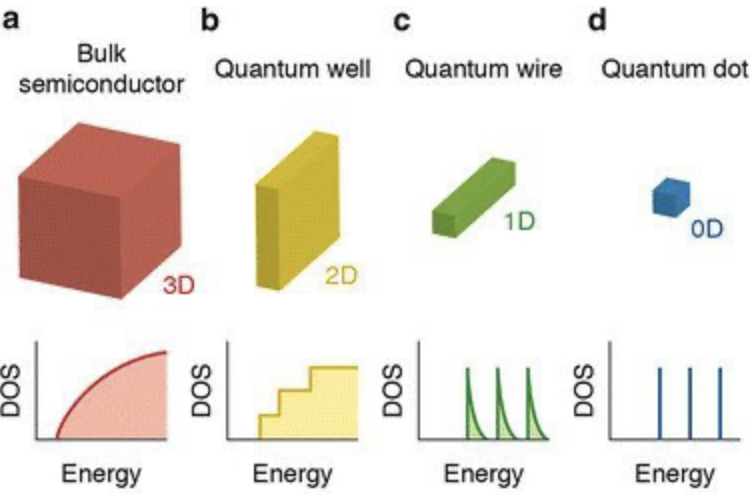 a
Bulk
semiconductor
3D
DOS
Energy
b
Quantum well
2D
DOS
Energy
c
Quantum wire
1D
DOS
Energy
d
Quantum dot
0D
DOS
Energy